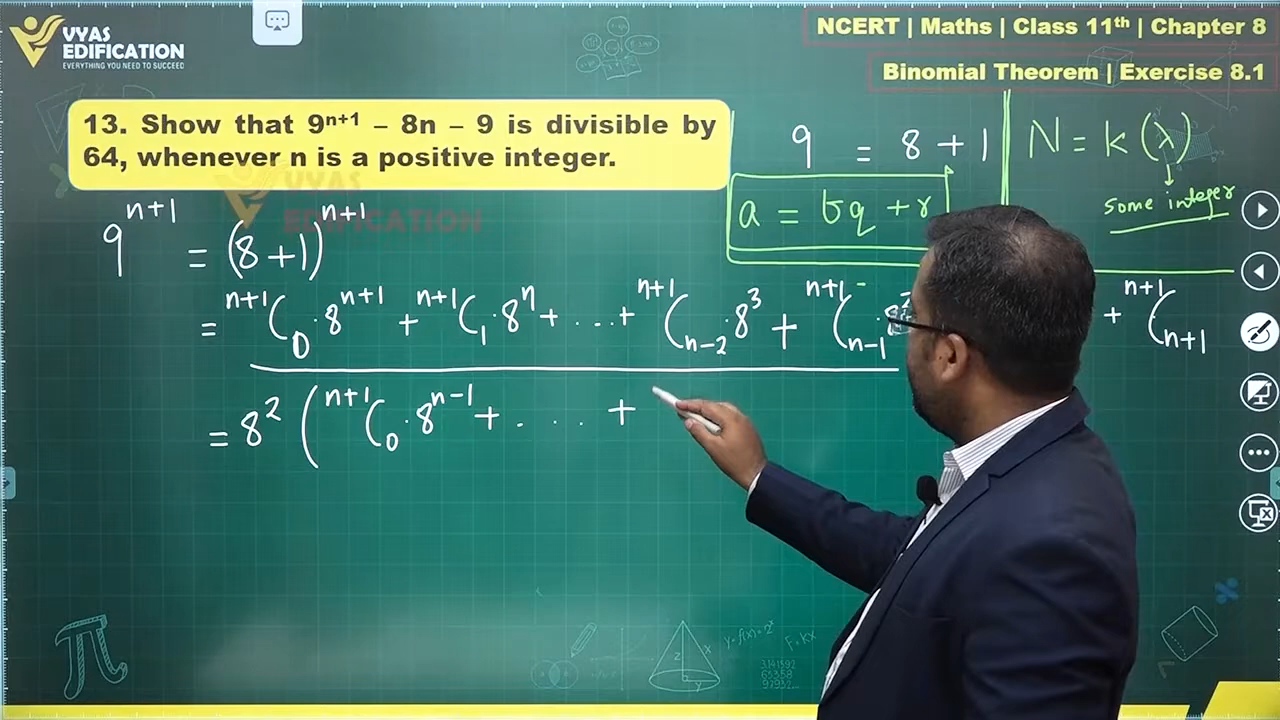 VYAS
EDIFICATION
EVERYTHING YOU NEED TO SUCCEED
NCERT | Maths | Class 11th | Chapter 8
Binomial Theorem | Exercise 8.1
13. Show that 9ⁿ⁺¹ – 8n – 9 is divisible by
64, whenever n is a positive integer.
9 = 8 + 1
a = bq + r
N = k (λ)
some integer
VYAS
EDIFICATION
9ⁿ⁺¹ = (8 + 1)ⁿ⁺¹
= ⁿ⁺¹C₀ · 8ⁿ⁺¹ + ⁿ⁺¹C₁ · 8ⁿ + ... + ⁿ⁺¹Cₙ₋₂ · 8³ + ⁿ⁺¹Cₙ₋₁ · 8² + ⁿ⁺¹Cₙ₊₁
= 8² ( ⁿ⁺¹C₀ · 8ⁿ⁻¹ + . . . +